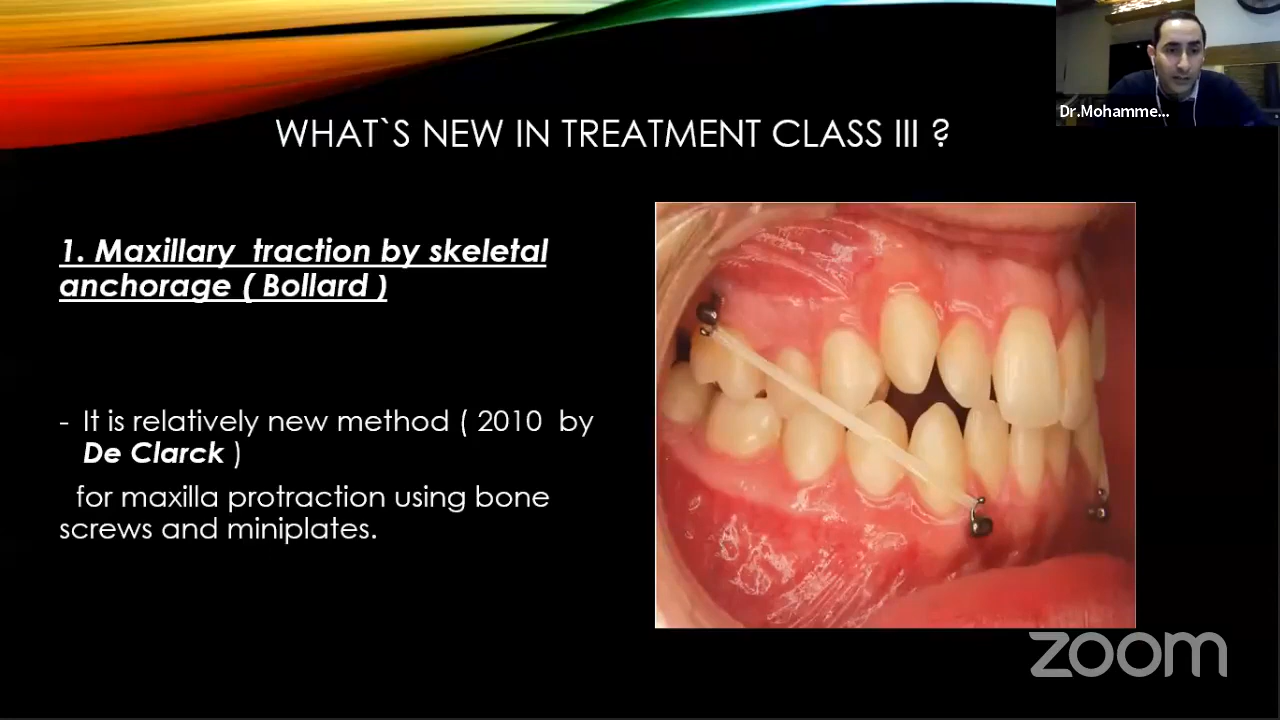 Dr.Mohamme...
WHAT`S NEW IN TREATMENT CLASS III ?
1. Maxillary traction by skeletal
anchorage ( Bollard )
- It is relatively new method ( 2010 by
De Clarck )
for maxilla protraction using bone
screws and miniplates.
zoom